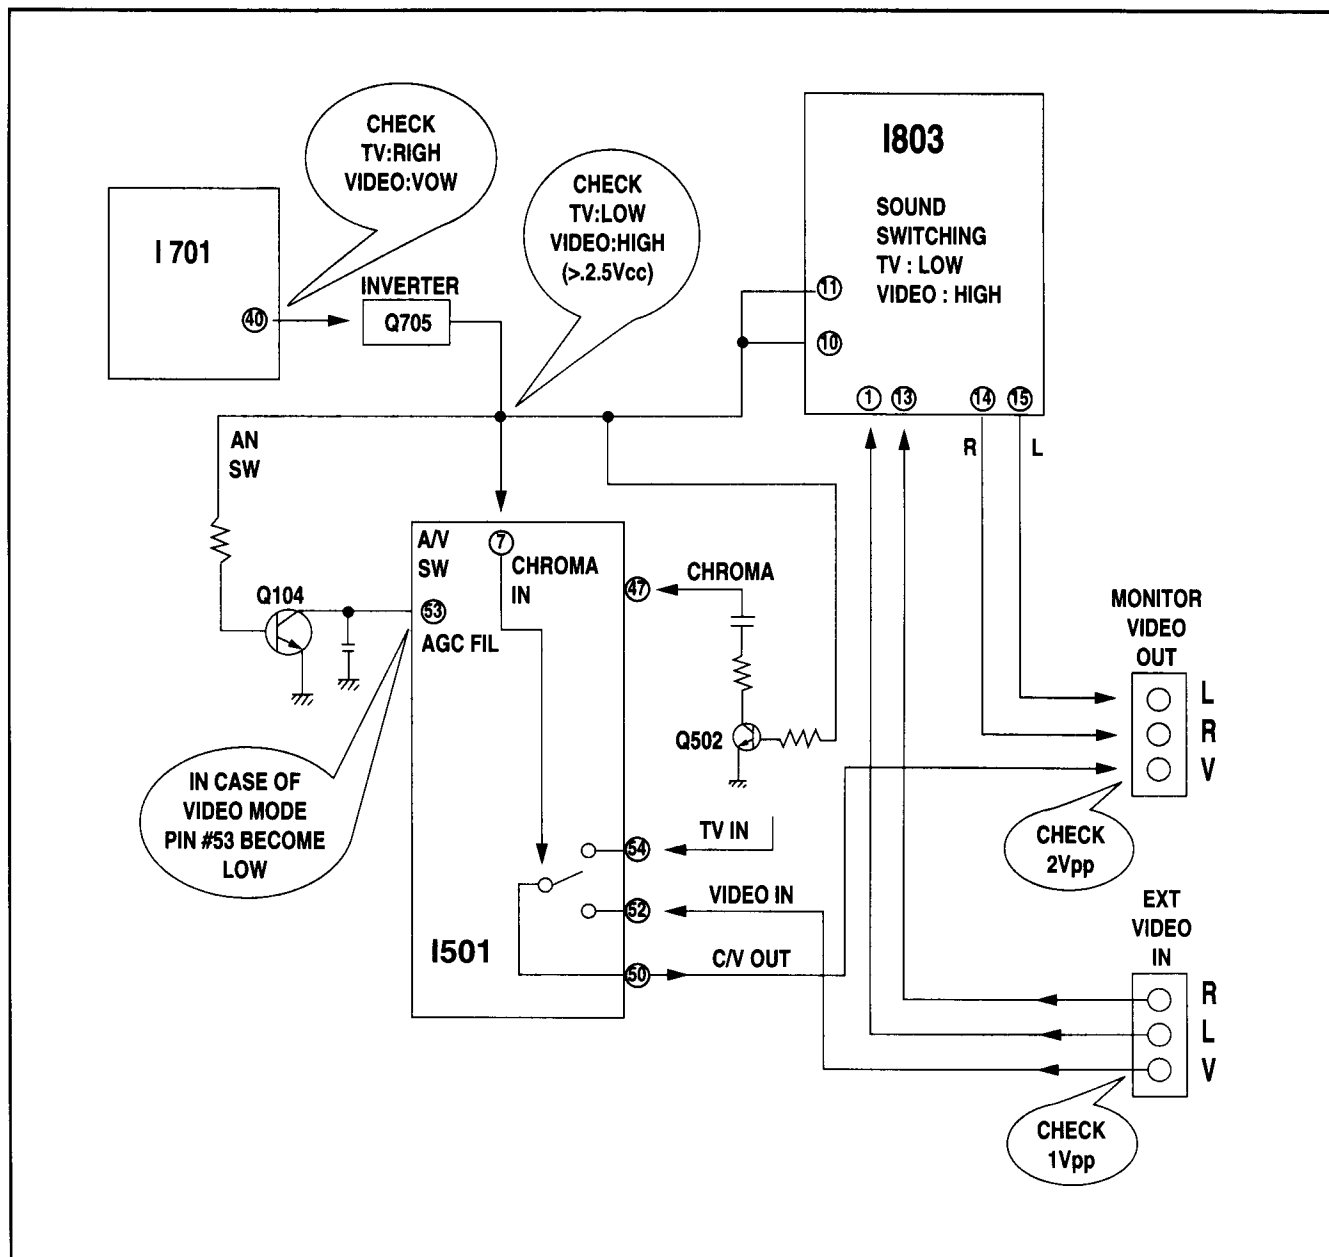 CHECK
TV:RIGH
VIDEO:VOW
I 701
40
INVERTER
Q705
CHECK
TV:LOW
VIDEO:HIGH
(>.2.5Vcc)
I803
SOUND
SWITCHING
TV : LOW
VIDEO : HIGH
11
10
1
13
14
15
R
L
AN
SW
A/V
SW
7
CHROMA
IN
47
CHROMA
Q104
53
AGC FIL
Q502
MONITOR
VIDEO
OUT
L
R
V
IN CASE OF
VIDEO MODE
PIN #53 BECOME
LOW
CHECK
2Vpp
54
TV IN
52
VIDEO IN
I501
50
C/V OUT
EXT
VIDEO
IN
R
L
V
CHECK
1Vpp